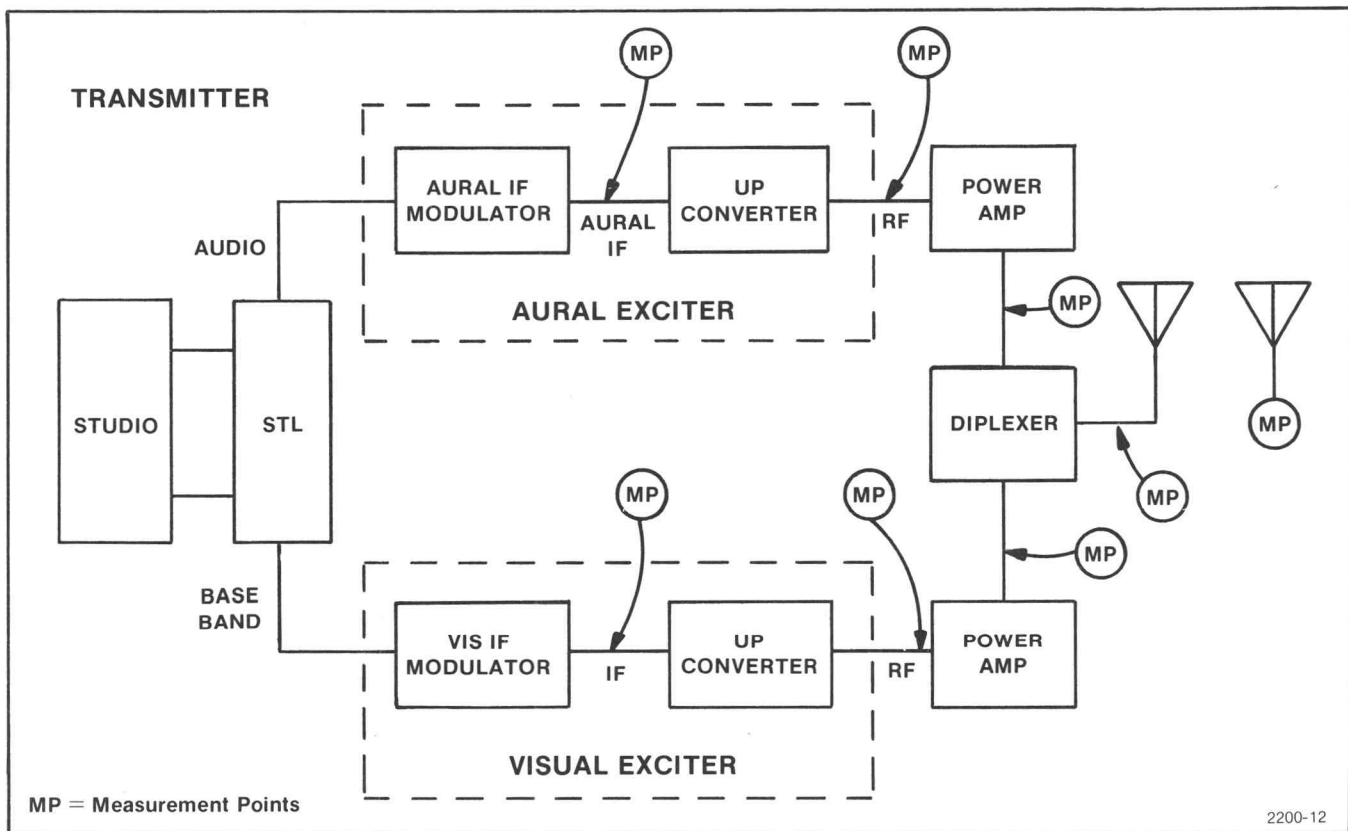 MP
MP
TRANSMITTER
AURAL IF
MODULATOR
AURAL
IF
UP
CONVERTER
RF
POWER
AMP
AUDIO
AURAL EXCITER
MP
STUDIO
STL
DIPLEXER
MP
MP
MP
MP
MP
BASE
BAND
VIS IF
MODULATOR
IF
UP
CONVERTER
RF
POWER
AMP
VISUAL EXCITER
MP = Measurement Points
2200-12